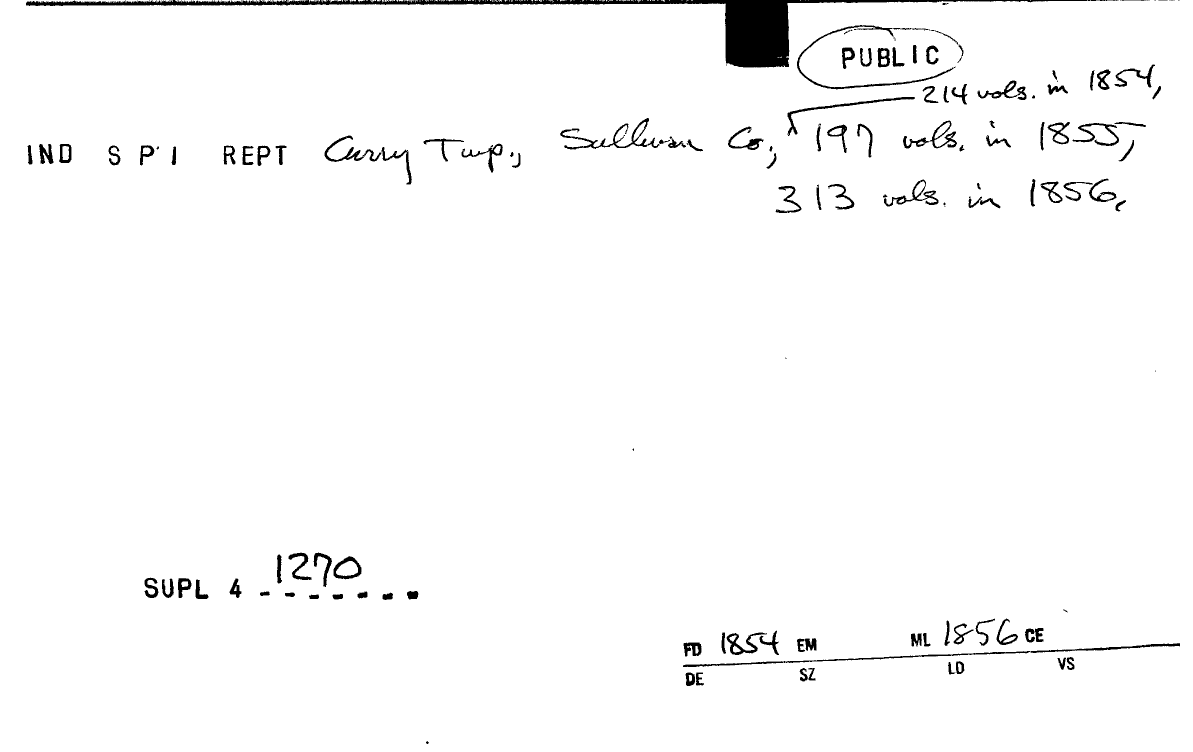 PUBLIC
214 vols. in 1854,
IND S P I REPT Curry Twp., Sullivan Co., 197 vols. in 1855,
313 vols. in 1856,
SUPL 4 1270
FD 1854 EM ML 1856 CE
DE SZ LD VS